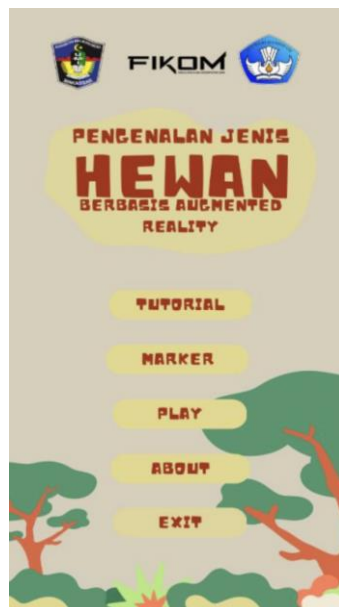 FIKOM
PENGENALAN JENIS
HEWAN
BERBASIS AUGMENTED
REALITY
TUTORIAL
MARKER
PLAY
ABOUT
EXIT